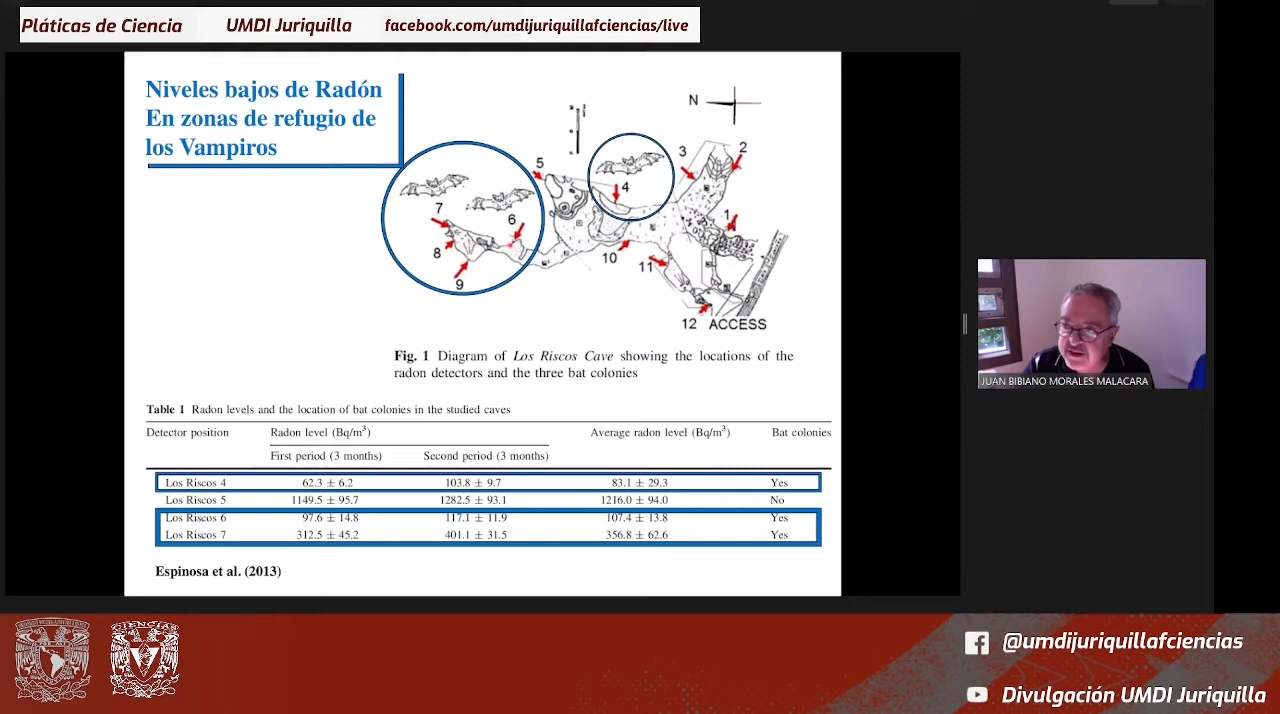 Pláticas de Ciencia UMDI Juriquilla facebook.com/umdijuriquillafciencias/live
Niveles bajos de Radón
En zonas de refugio de
los Vampiros
N
5
4
3
2
1
7
6
8
9
10
11
12 ACCESS
Fig. 1 Diagram of Los Riscos Cave showing the locations of the
radon detectors and the three bat colonies
Table 1 Radon levels and the location of bat colonies in the studied caves
Detector position Radon level (Bq/m³) Average radon level (Bq/m³) Bat colonies
First period (3 months) Second period (3 months)
Los Riscos 4 62.3 ± 6.2 103.8 ± 9.7 83.1 ± 29.3 Yes
Los Riscos 5 1149.5 ± 95.7 1282.5 ± 93.1 1216.0 ± 94.0 No
Los Riscos 6 97.6 ± 14.8 117.1 ± 11.9 107.4 ± 13.8 Yes
Los Riscos 7 312.5 ± 45.2 401.1 ± 31.5 356.8 ± 62.6 Yes
Espinosa et al. (2013)
JUAN BIBIANO MORALES MALACARA
@umdijuriquillafciencias
Divulgación UMDI Juriquilla